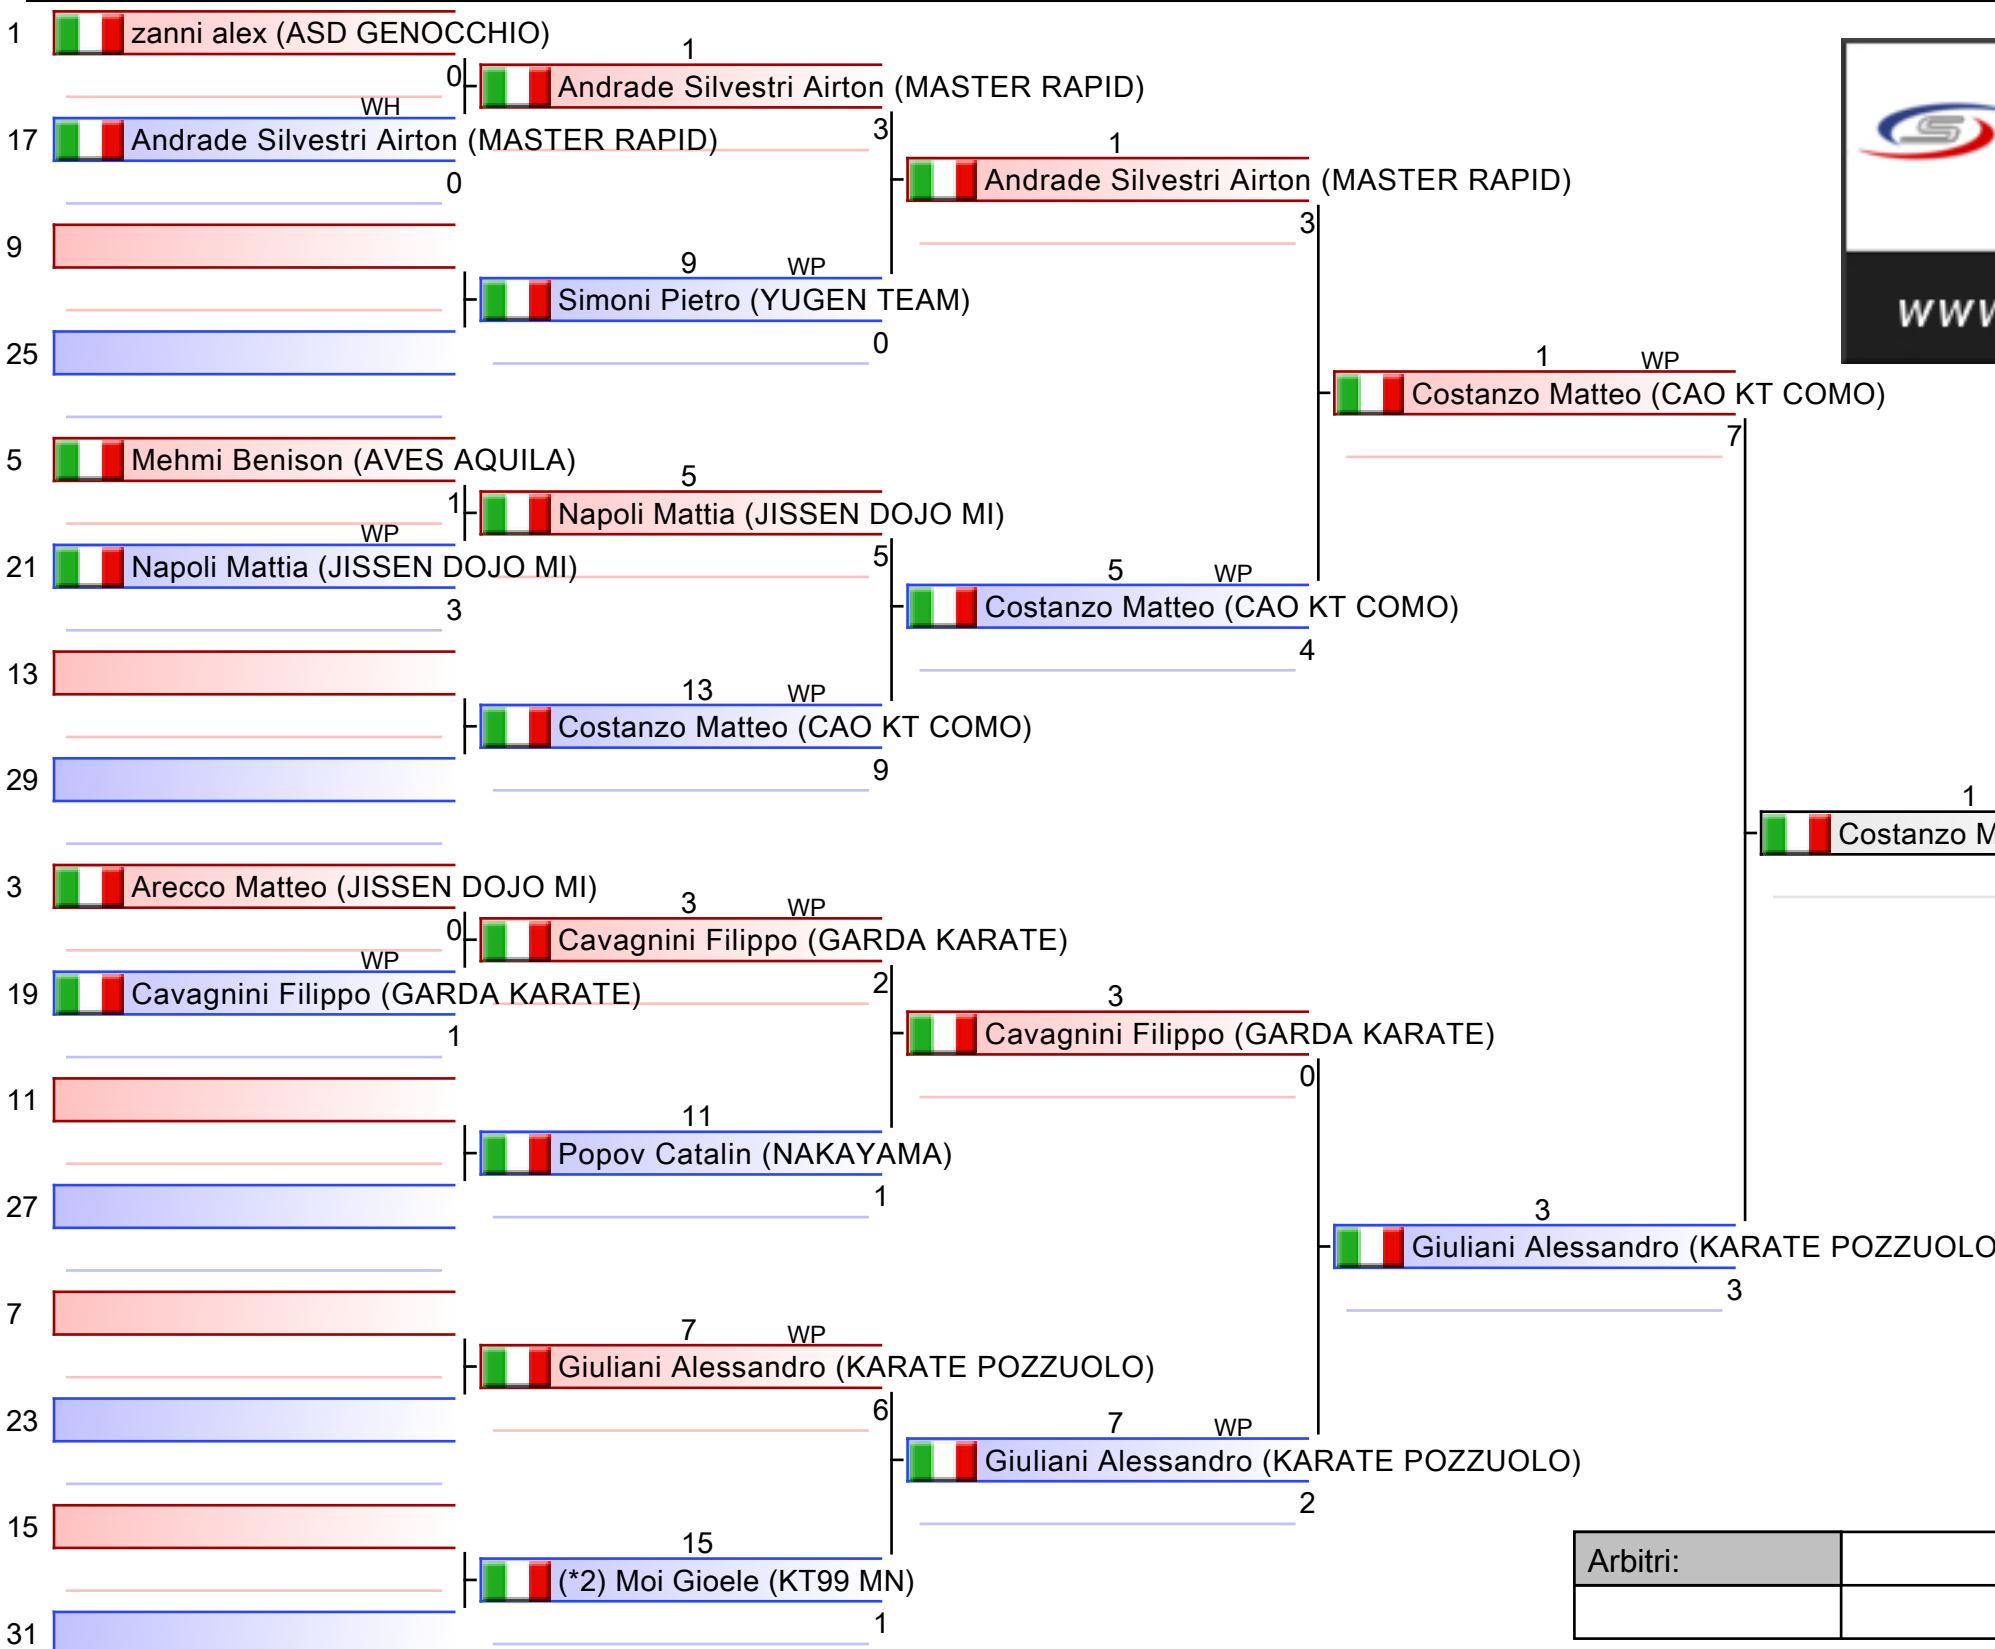 1 zanni alex (ASD GENOCCHIO)
0
WH
17 Andrade Silvestri Airton (MASTER RAPID)
0
9
25
5 Mehmi Benison (AVES AQUILA)
1
WP
21 Napoli Mattia (JISSEN DOJO MI)
3
13
29
3 Arecco Matteo (JISSEN DOJO MI)
0
WP
19 Cavagnini Filippo (GARDA KARATE)
1
11
27
7
23
15
31
1
Andrade Silvestri Airton (MASTER RAPID)
3
9 WP
Simoni Pietro (YUGEN TEAM)
0
5
Napoli Mattia (JISSEN DOJO MI)
5
13 WP
Costanzo Matteo (CAO KT COMO)
9
3 WP
Cavagnini Filippo (GARDA KARATE)
2
11
Popov Catalin (NAKAYAMA)
1
7 WP
Giuliani Alessandro (KARATE POZZUOLO)
6
15
(*2) Moi Gioele (KT99 MN)
1
1
Andrade Silvestri Airton (MASTER RAPID)
3
5 WP
Costanzo Matteo (CAO KT COMO)
4
3
Cavagnini Filippo (GARDA KARATE)
0
7 WP
Giuliani Alessandro (KARATE POZZUOLO)
2
1 WP
Costanzo Matteo (CAO KT COMO)
7
3
Giuliani Alessandro (KARATE POZZUOLO
3
1
Costanzo M
S
www
Arbitri: